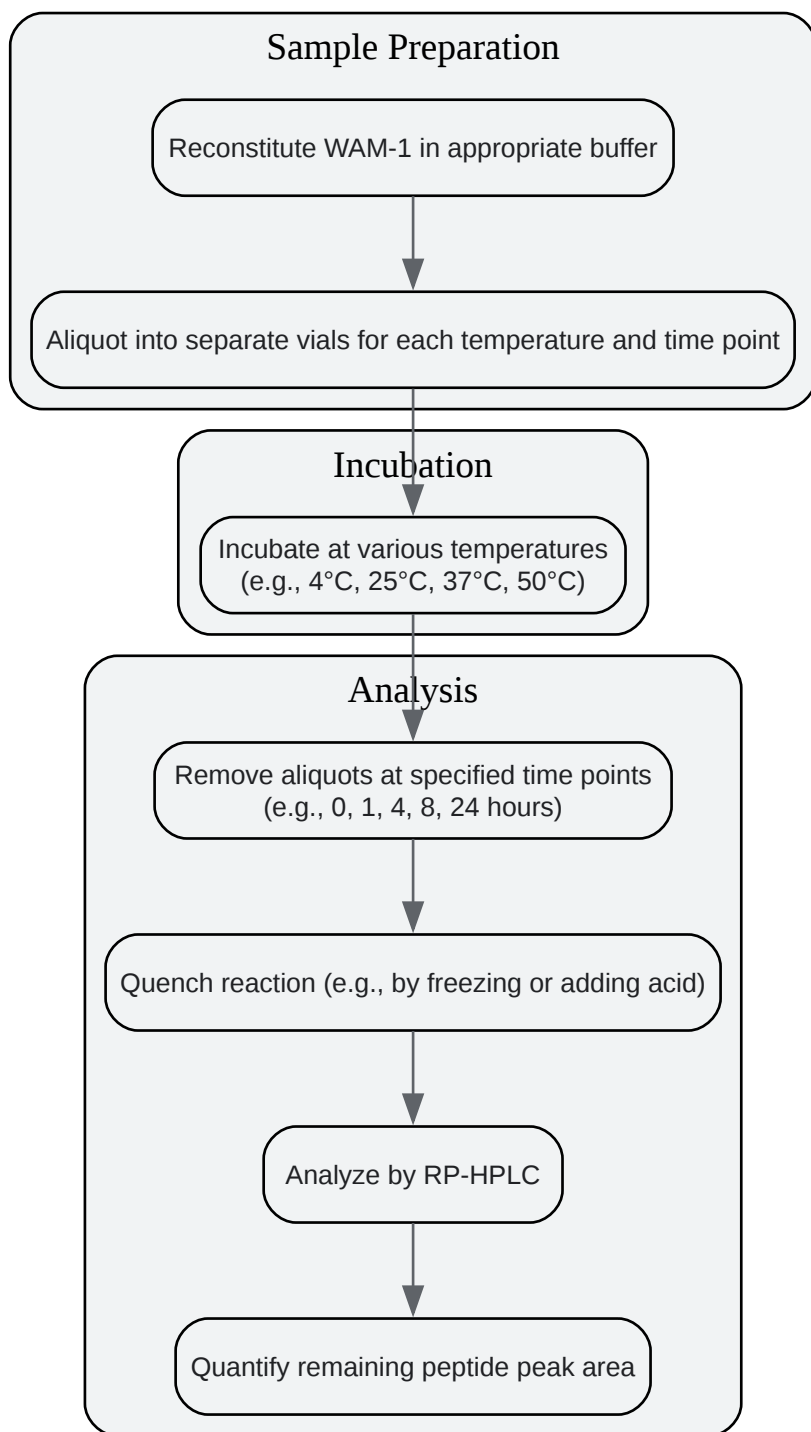 Sample Preparation
Reconstitute WAM-1 in appropriate buffer
Aliquot into separate vials for each temperature and time point
Incubation
Incubate at various temperatures
(e.g., 4°C, 25°C, 37°C, 50°C)
Analysis
Remove aliquots at specified time points
(e.g., 0, 1, 4, 8, 24 hours)
Quench reaction (e.g., by freezing or adding acid)
Analyze by RP-HPLC
Quantify remaining peptide peak area